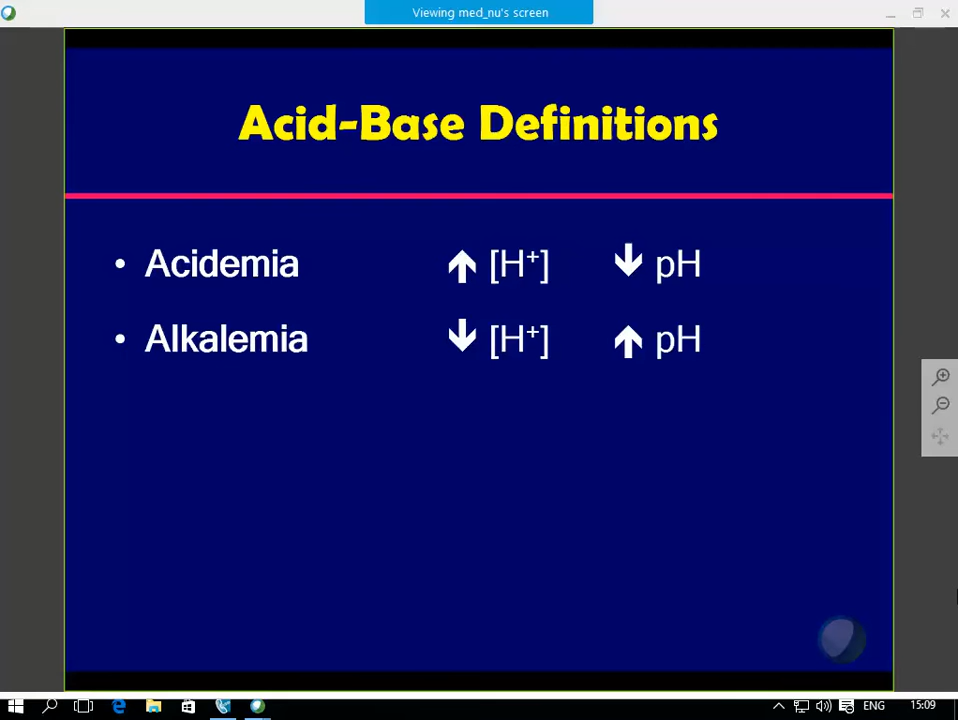 Viewing med_nu's screen
Acid-Base Definitions
• Acidemia ↑ [H⁺] ↓ pH
• Alkalemia ↓ [H⁺] ↑ pH
ENG 15:09